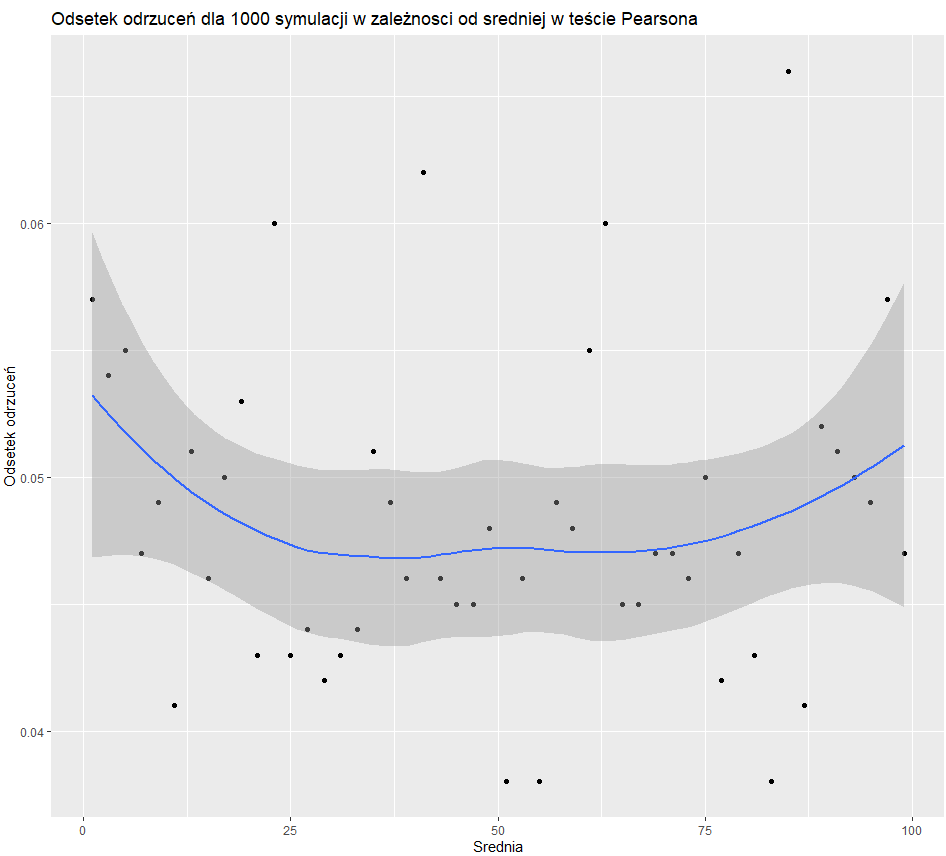 Odsetek odrzuceń dla 1000 symulacji w zależnosci od sredniej w teście Pearsona
Odsetek odrzuceń
0.06
0.05
0.04
0
25
50
75
100
Srednia